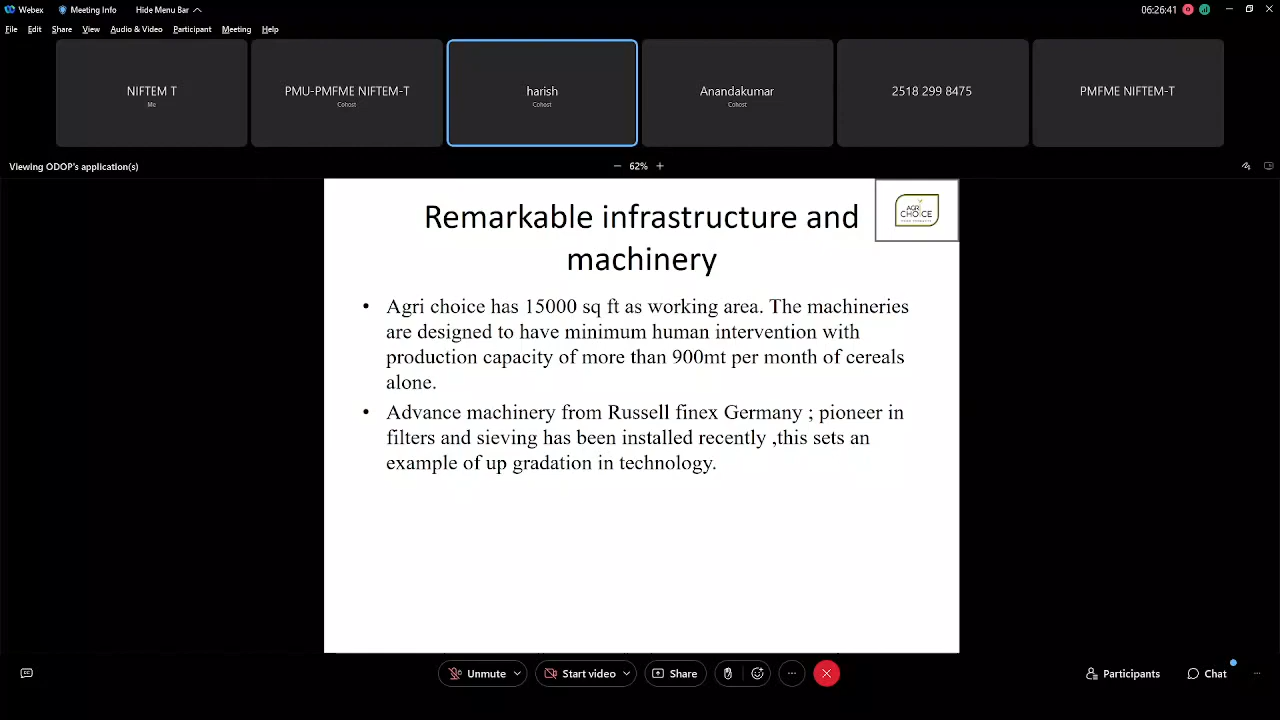 Webex Meeting Info Hide Menu Bar 06:26:41
File Edit Share View Audio & Video Participant Meeting Help
NIFTEM T
Me
PMU-PMFME NIFTEM-T
Cohost
harish
Cohost
Anandakumar
Cohost
2518 299 8475
PMFME NIFTEM-T
Viewing ODOP's application(s) 62%
Remarkable infrastructure and
machinery
AGRI
CHOICE
• Agri choice has 15000 sq ft as working area. The machineries
are designed to have minimum human intervention with
production capacity of more than 900mt per month of cereals
alone.
• Advance machinery from Russell finex Germany ; pioneer in
filters and sieving has been installed recently ,this sets an
example of up gradation in technology.
Unmute Start video Share Participants Chat